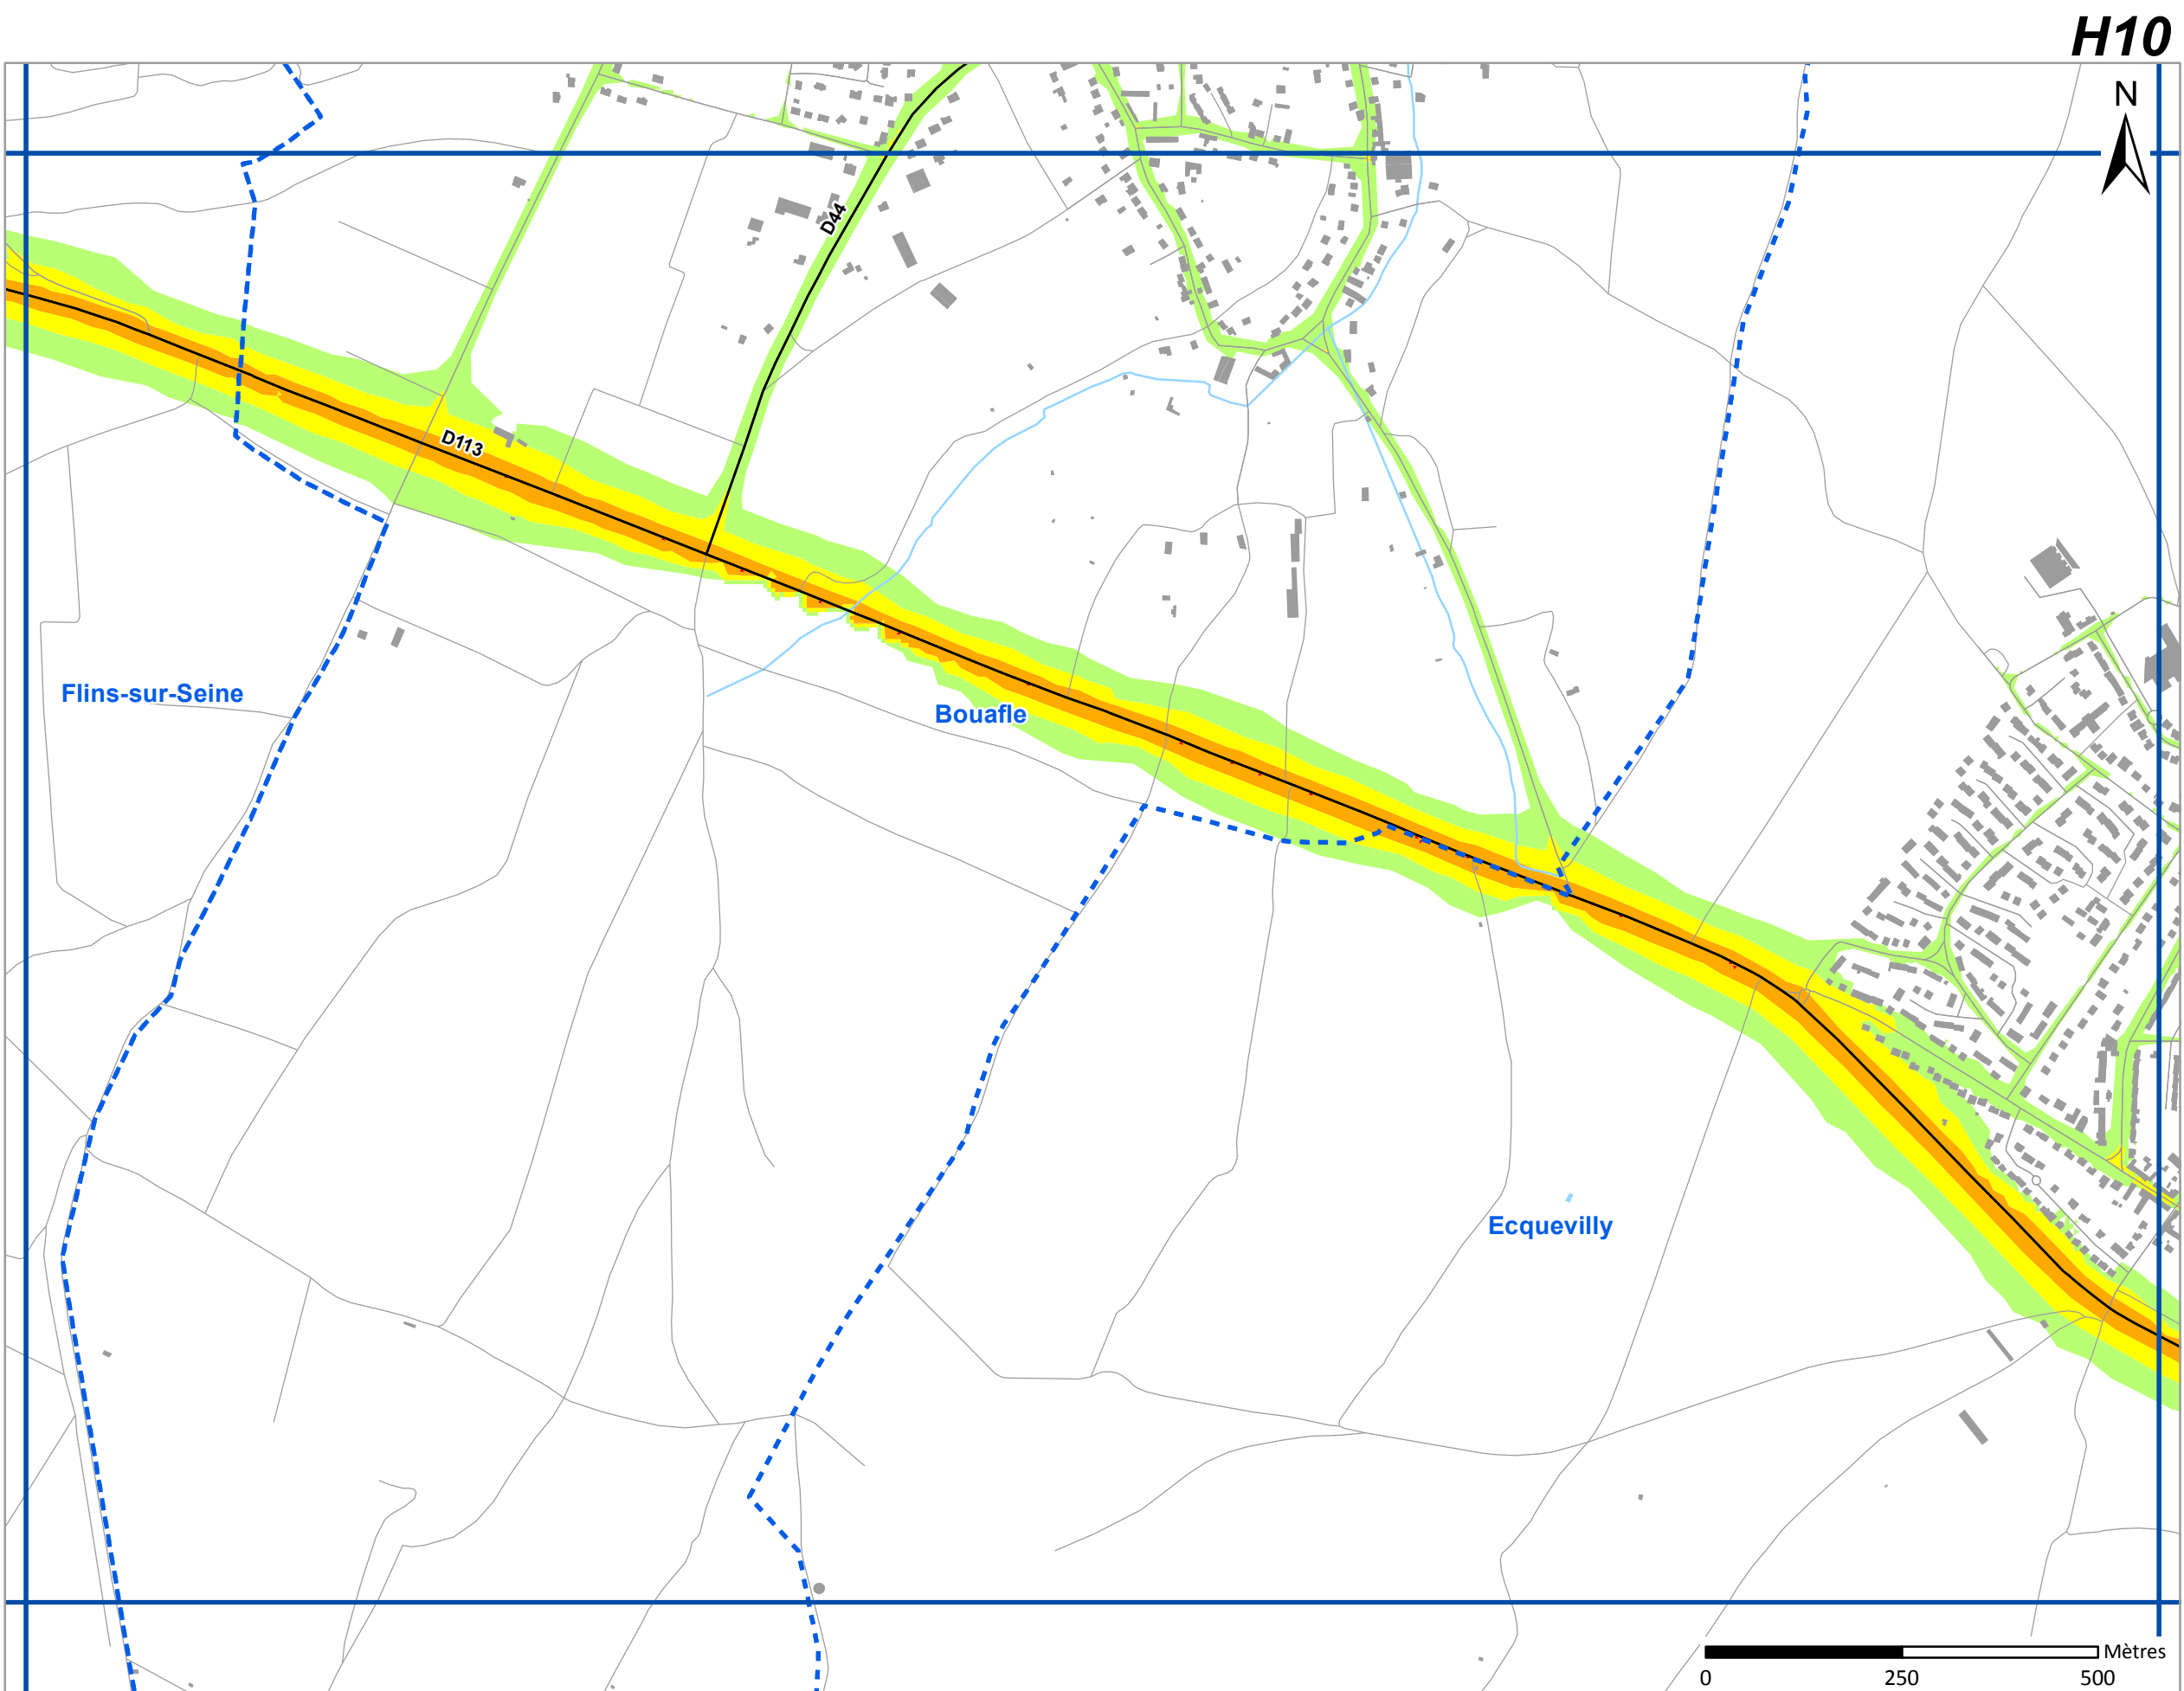 H10
N
D44
D113
Flins-sur-Seine
Bouafle
Ecquevilly
Mètres
0 250 500